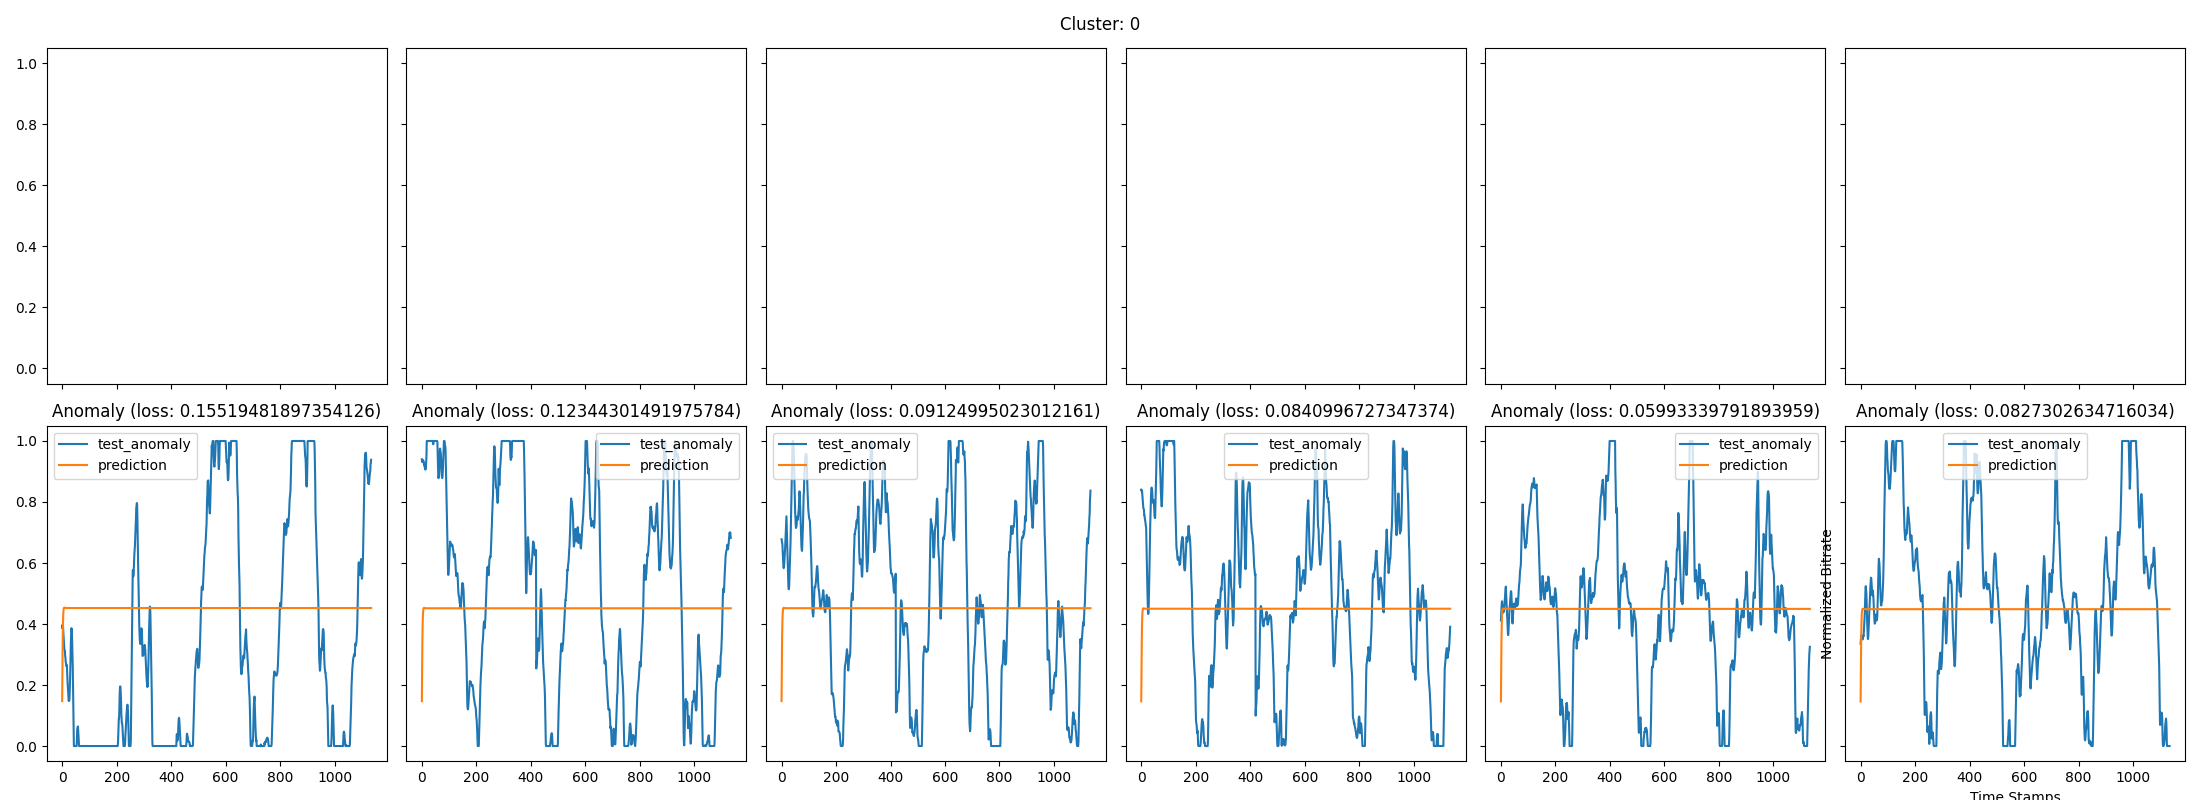 Cluster: 0
1.0
0.8
0.6
0.4
0.2
0.0
Anomaly (loss: 0.15519481897354126)
Anomaly (loss: 0.12344301491975784)
Anomaly (loss: 0.09124995023012161)
Anomaly (loss: 0.0840996727347374)
Anomaly (loss: 0.05993339791893959)
Anomaly (loss: 0.0827302634716034)
test_anomaly
prediction
test_anomaly
prediction
test_anomaly
prediction
test_anomaly
prediction
test_anomaly
prediction
test_anomaly
prediction
1.0
0.8
0.6
0.4
0.2
0.0
Normalized Bitrate
0 200 400 600 800 1000
0 200 400 600 800 1000
0 200 400 600 800 1000
0 200 400 600 800 1000
0 200 400 600 800 1000
0 200 400 600 800 1000
Time Stamps